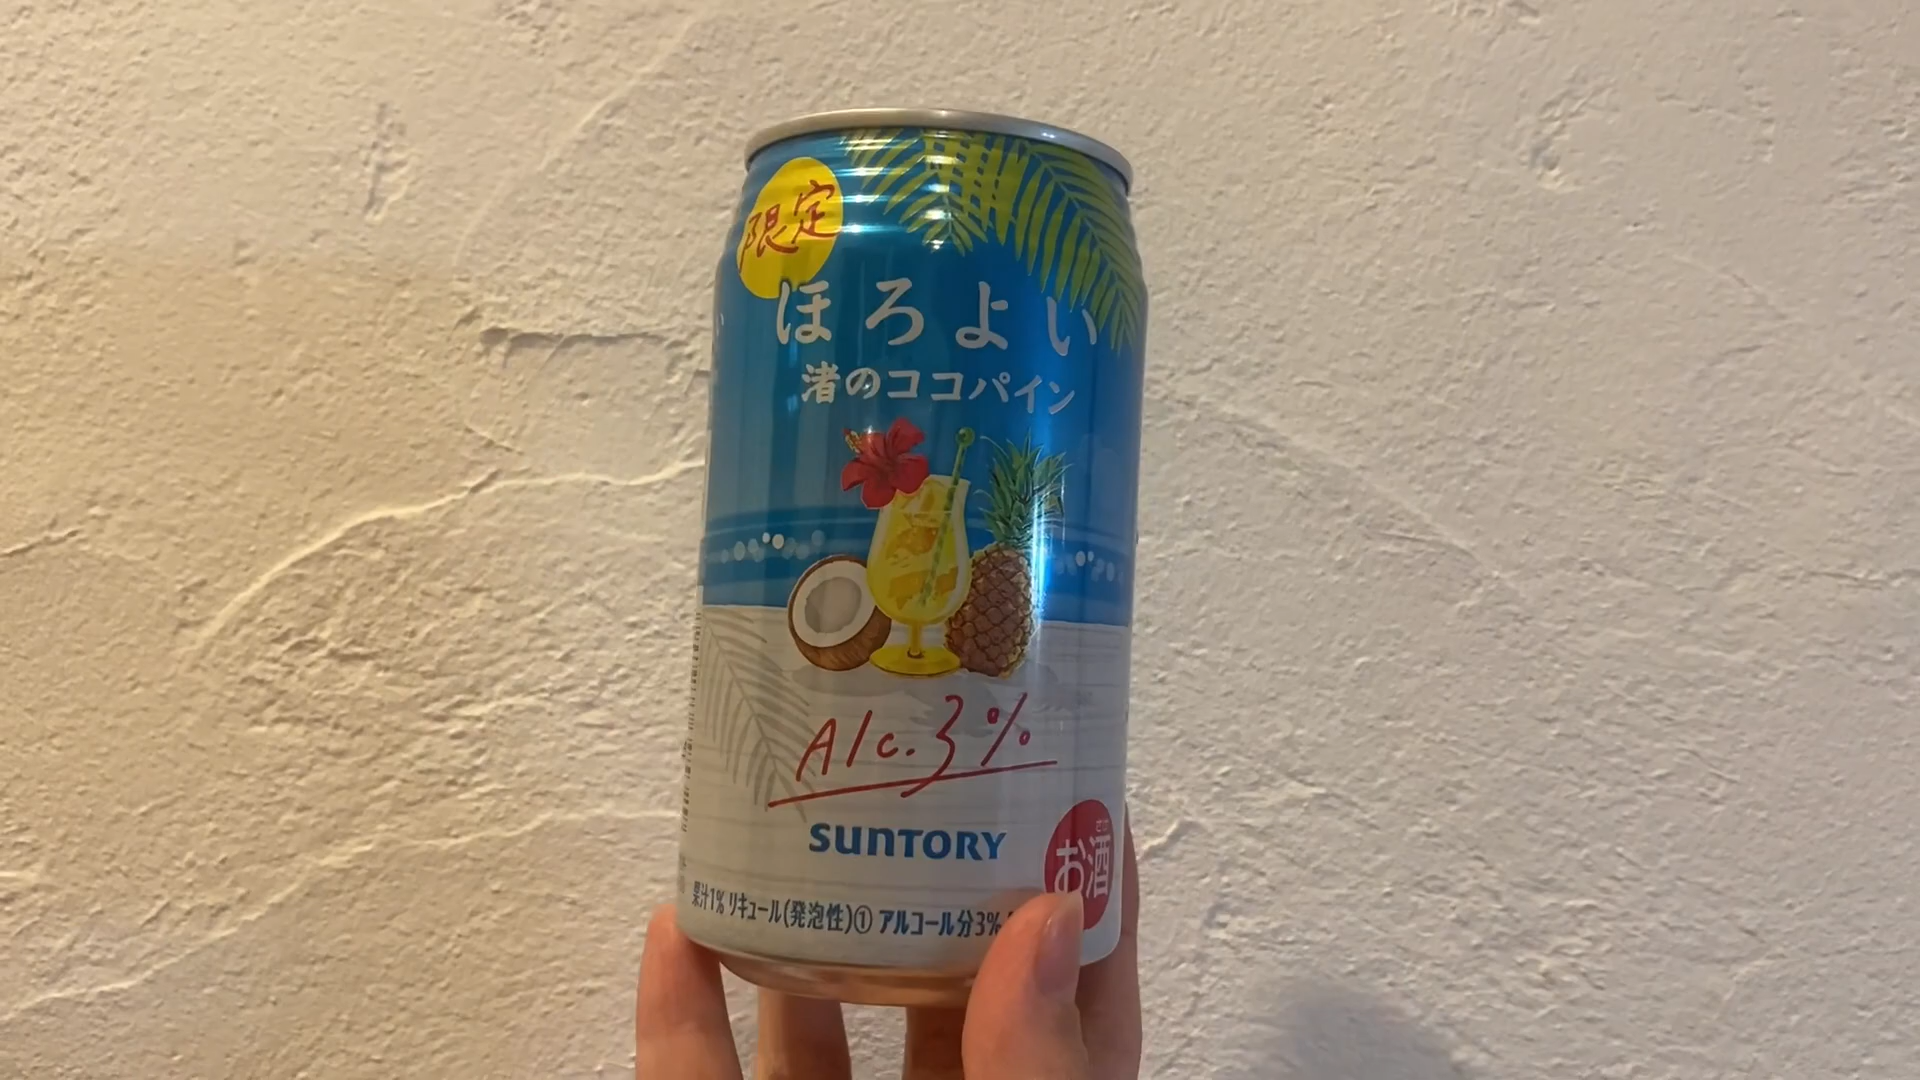 限定
ほろよい
渚のココパイン
Alc.3%
SUNTORY
お酒
果汁1% リキュール(発泡性)① アルコール分3%